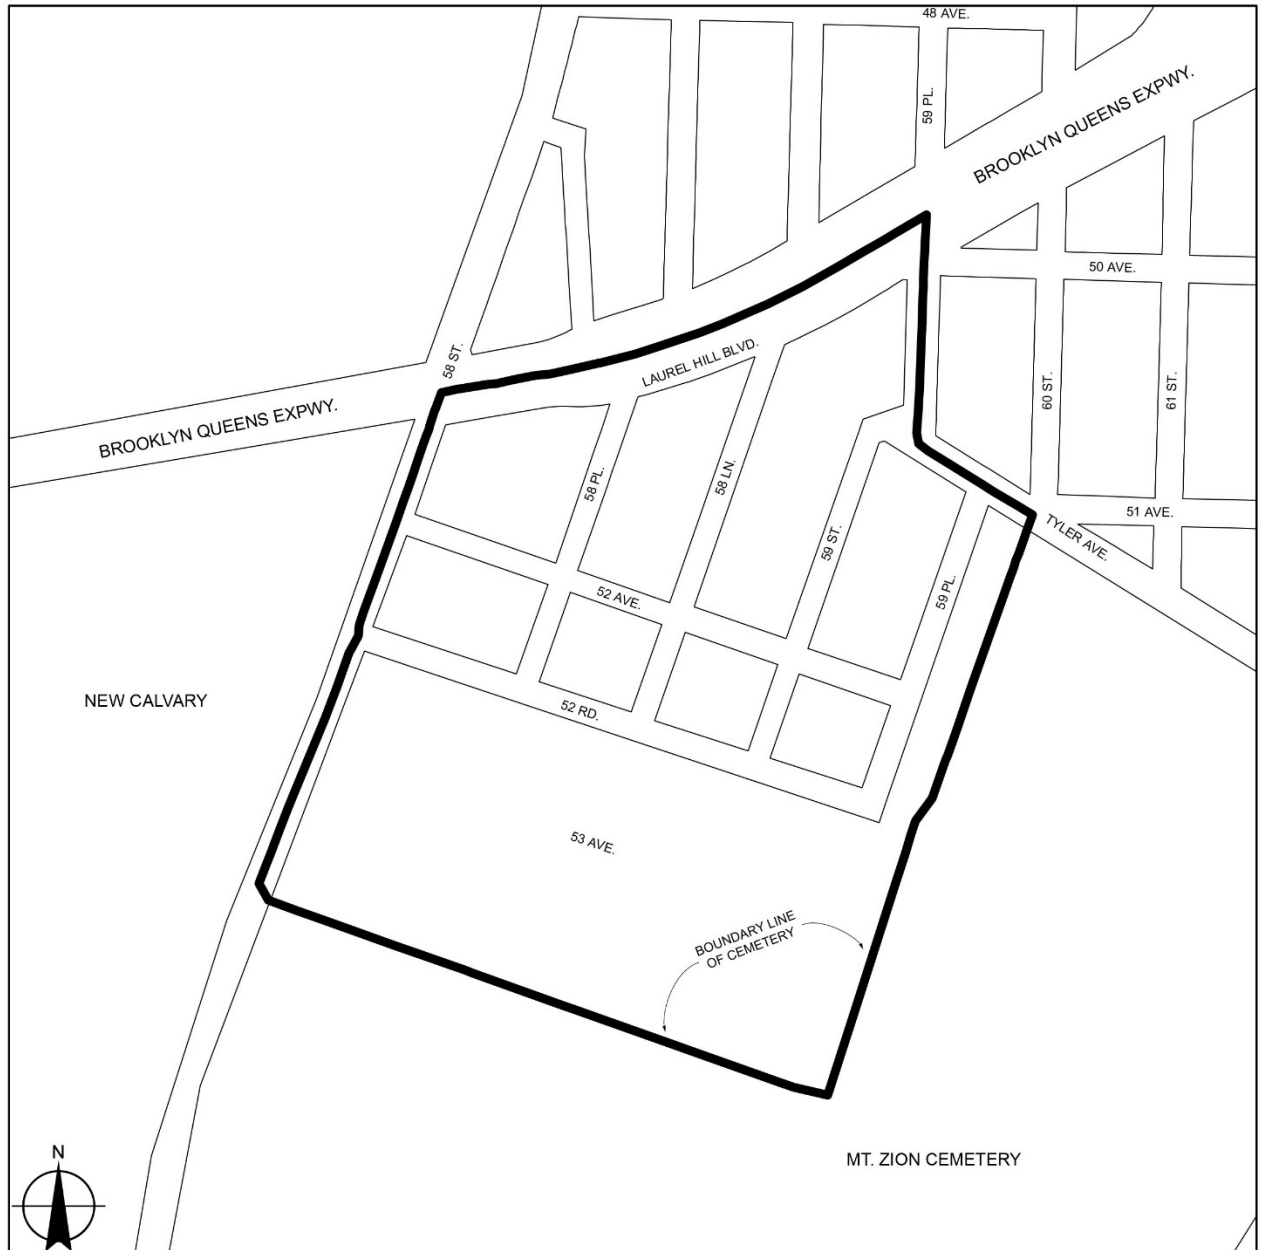 48 AVE.
59 PL.
BROOKLYN QUEENS EXPWY.
50 AVE.
58 ST.
LAUREL HILL BLVD.
60 ST.
61 ST.
BROOKLYN QUEENS EXPWY.
58 PL.
58 LN.
51 AVE.
TYLER AVE.
59 ST.
59 PL.
52 AVE.
NEW CALVARY
52 RD.
53 AVE.
BOUNDARY LINE
OF CEMETERY
N
MT. ZION CEMETERY